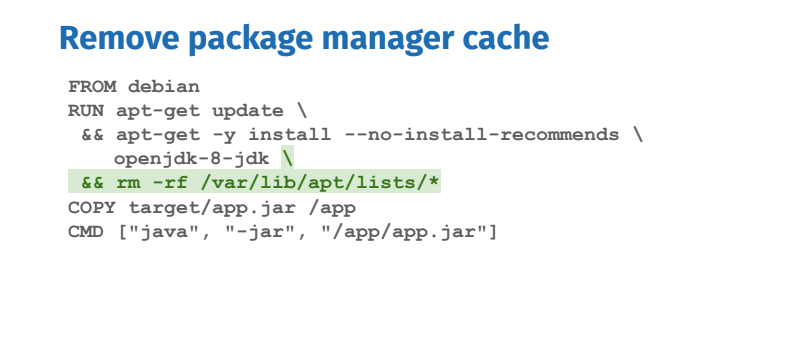 Remove package manager cache
FROM debian
RUN apt-get update \
&& apt-get -y install --no-install-recommends \
openjdk-8-jdk \
&& rm -rf /var/lib/apt/lists/*
COPY target/app.jar /app
CMD ["java", "-jar", "/app/app.jar"]